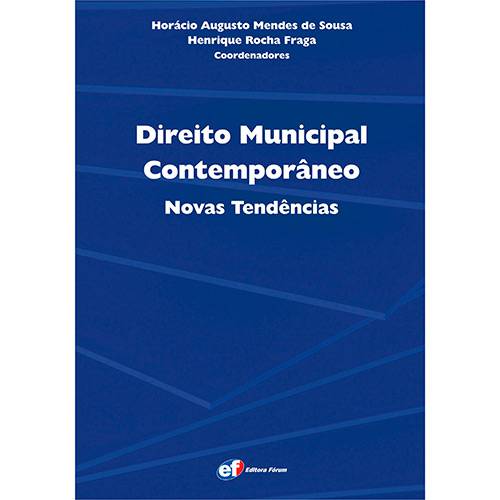 Horácio Augusto Mendes de Sousa
Henrique Rocha Fraga
Coordenadores
Direito Municipal
Contemporâneo
Novas Tendências
ef Editora Fórum